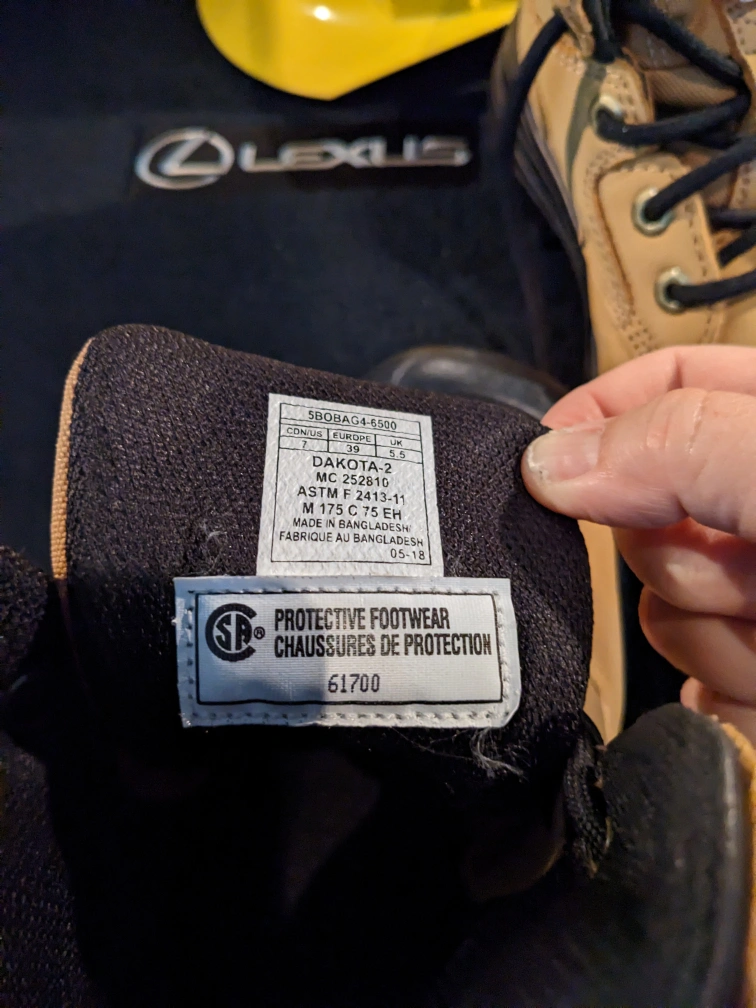 LEXUS
5BOBAG4-6500
CDN/US EUROPE UK
7 39 5.5
DAKOTA-2
MC 252810
ASTM F 2413-11
M 175 C 75 EH
MADE IN BANGLADESH/
FABRIQUE AU BANGLADESH
05-18
CSA® PROTECTIVE FOOTWEAR
CHAUSSURES DE PROTECTION
61700